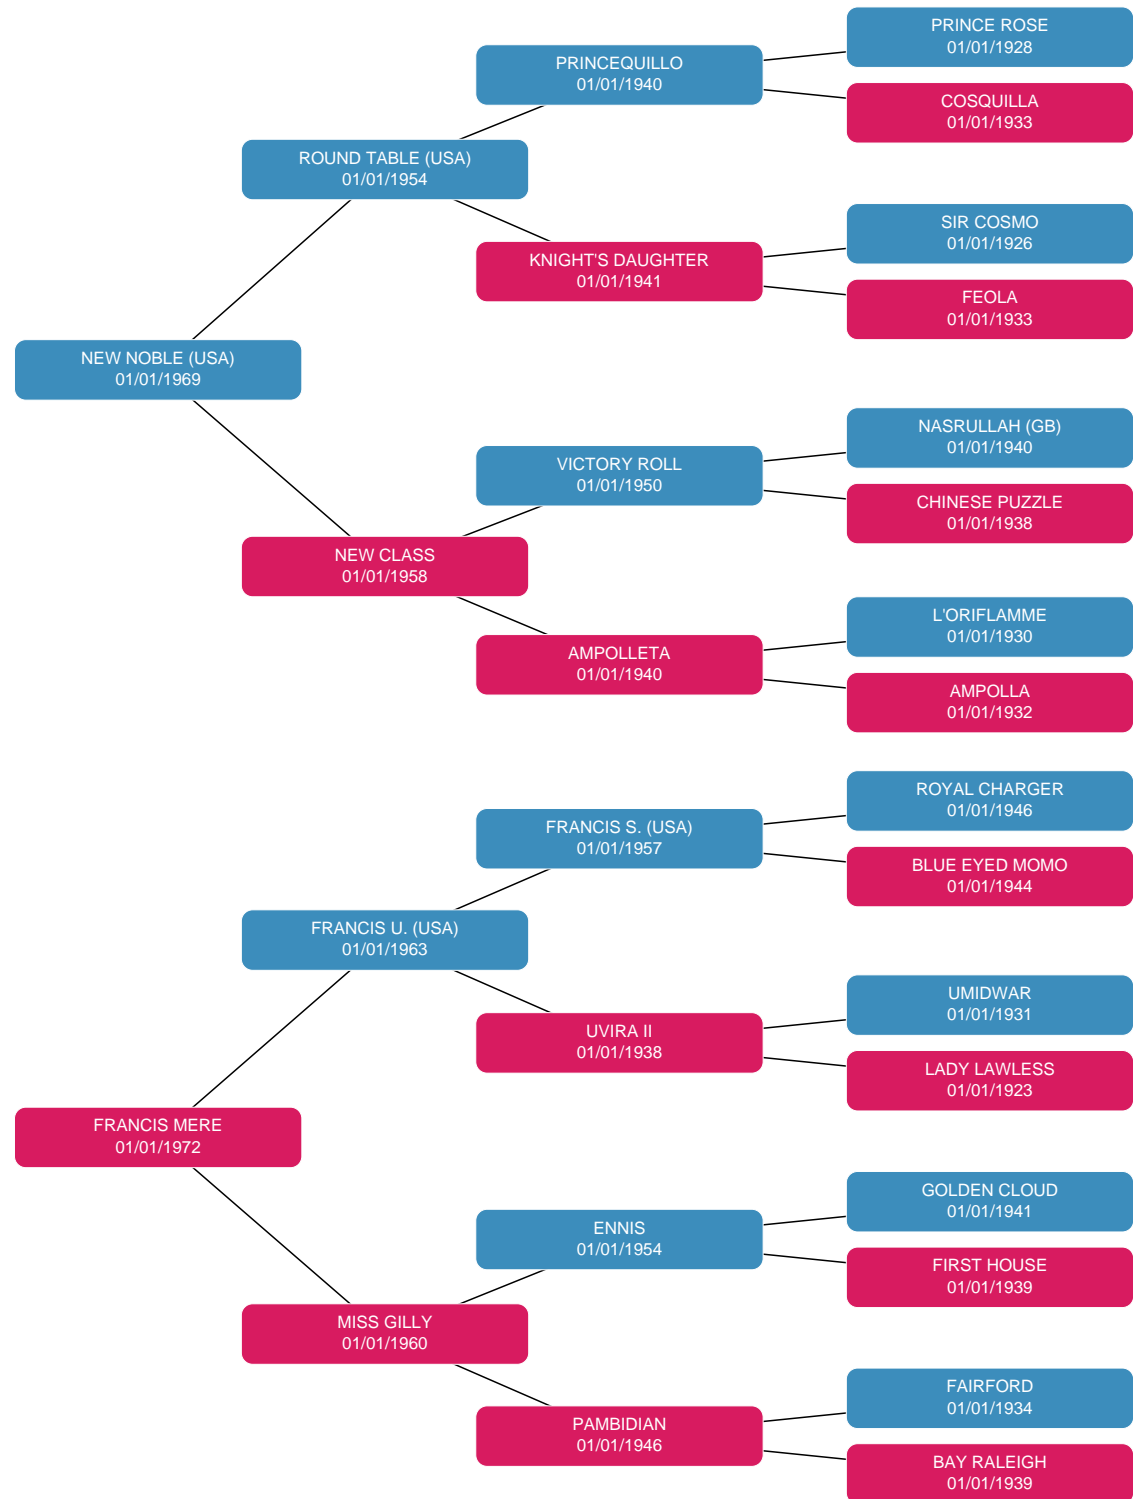 PRINCE ROSE
01/01/1928
PRINCEQUILLO
01/01/1940
COSQUILLA
01/01/1933
ROUND TABLE (USA)
01/01/1954
SIR COSMO
01/01/1926
KNIGHT'S DAUGHTER
01/01/1941
FEOLA
01/01/1933
NEW NOBLE (USA)
01/01/1969
NASRULLAH (GB)
01/01/1940
VICTORY ROLL
01/01/1950
CHINESE PUZZLE
01/01/1938
NEW CLASS
01/01/1958
L'ORIFLAMME
01/01/1930
AMPOLLETA
01/01/1940
AMPOLLA
01/01/1932
ROYAL CHARGER
01/01/1946
FRANCIS S. (USA)
01/01/1957
BLUE EYED MOMO
01/01/1944
FRANCIS U. (USA)
01/01/1963
UMIDWAR
01/01/1931
UVIRA II
01/01/1938
LADY LAWLESS
01/01/1923
FRANCIS MERE
01/01/1972
GOLDEN CLOUD
01/01/1941
ENNIS
01/01/1954
FIRST HOUSE
01/01/1939
MISS GILLY
01/01/1960
FAIRFORD
01/01/1934
PAMBIDIAN
01/01/1946
BAY RALEIGH
01/01/1939